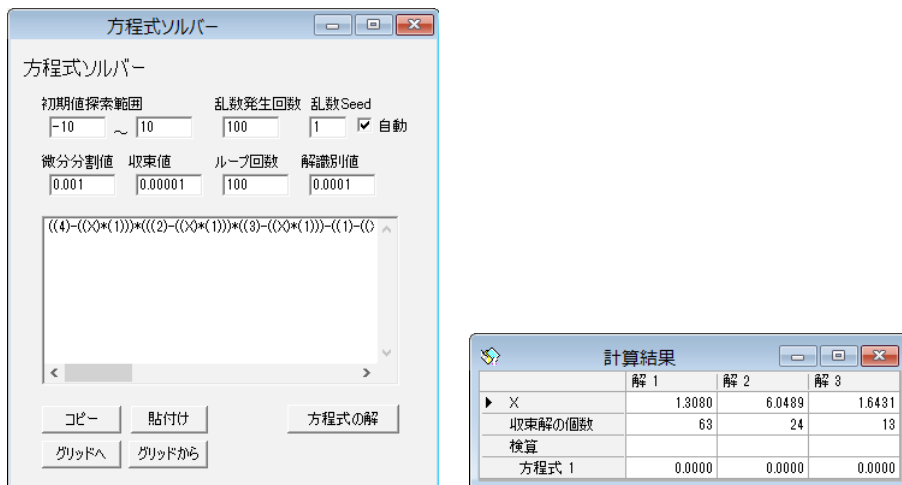 方程式ソルバー
方程式ソルバー
初期値探索範囲 乱数発生回数 乱数Seed
-10 ～ 10 100 1 自動
微分分割値 収束値 ループ回数 解識別値
0.001 0.00001 100 0.0001
((4)-((X)*(1)))*(((2)-((X)*(1)))*((3)-((X)*(1)))-((1)-((X
コピー 貼付け 方程式の解
グリッドへ グリッドから
計算結果
解 1 解 2 解 3
X 1.3080 6.0489 1.6431
収束解の個数 63 24 13
検算
方程式 1 0.0000 0.0000 0.0000